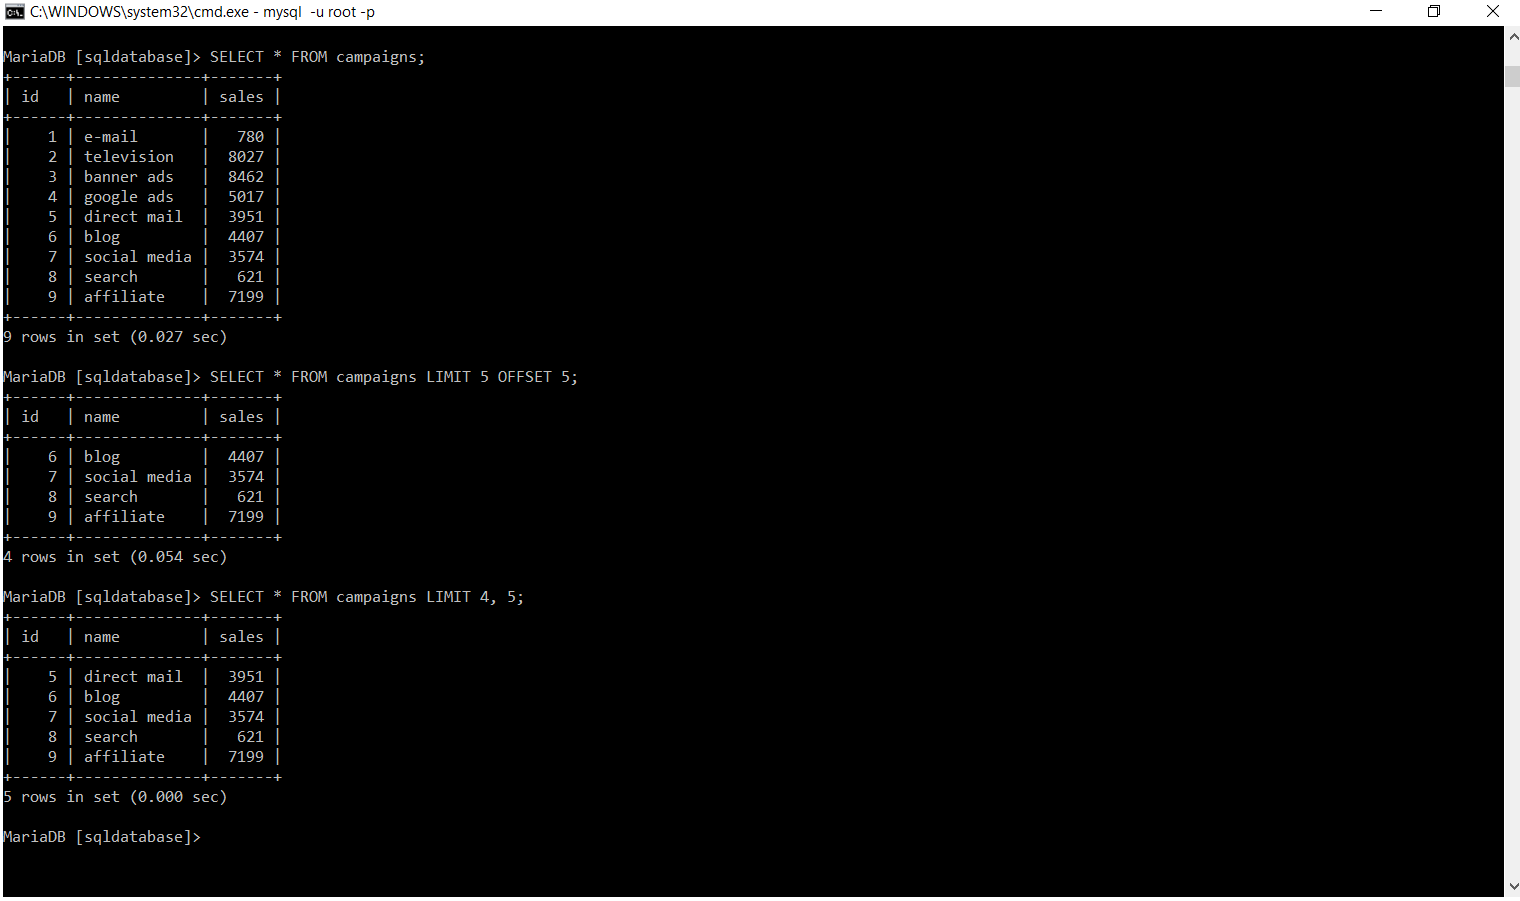 C:\WINDOWS\system32\cmd.exe - mysql  -u root -p
MariaDB [sqldatabase]> SELECT * FROM campaigns;
+------+--------------+-------+
| id   | name         | sales |
+------+--------------+-------+
|    1 | e-mail       |   780 |
|    2 | television   |  8027 |
|    3 | banner ads   |  8462 |
|    4 | google ads   |  5017 |
|    5 | direct mail  |  3951 |
|    6 | blog         |  4407 |
|    7 | social media |  3574 |
|    8 | search       |   621 |
|    9 | affiliate    |  7199 |
+------+--------------+-------+
9 rows in set (0.027 sec)
MariaDB [sqldatabase]> SELECT * FROM campaigns LIMIT 5 OFFSET 5;
+------+--------------+-------+
| id   | name         | sales |
+------+--------------+-------+
|    6 | blog         |  4407 |
|    7 | social media |  3574 |
|    8 | search       |   621 |
|    9 | affiliate    |  7199 |
+------+--------------+-------+
4 rows in set (0.054 sec)
MariaDB [sqldatabase]> SELECT * FROM campaigns LIMIT 4, 5;
+------+--------------+-------+
| id   | name         | sales |
+------+--------------+-------+
|    5 | direct mail  |  3951 |
|    6 | blog         |  4407 |
|    7 | social media |  3574 |
|    8 | search       |   621 |
|    9 | affiliate    |  7199 |
+------+--------------+-------+
5 rows in set (0.000 sec)
MariaDB [sqldatabase]>